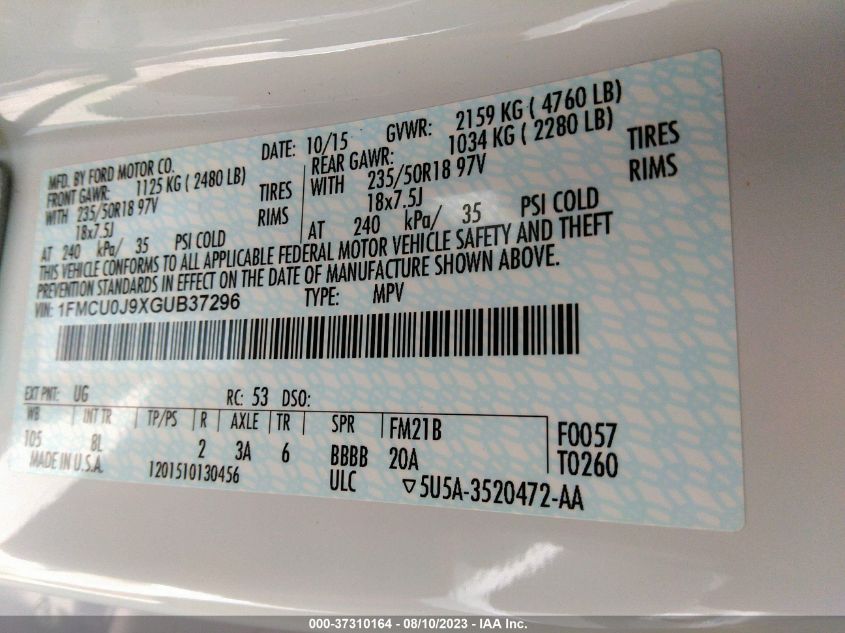 MFD. BY FORD MOTOR CO. DATE: 10/15 GVWR: 2159 KG ( 4760 LB)
FRONT GAWR: 1125 KG ( 2480 LB) REAR GAWR: 1034 KG ( 2280 LB)
WITH 235/50R18 97V TIRES WITH 235/50R18 97V TIRES
18x7.5J RIMS 18x7.5J RIMS
AT 240 kPa/ 35 PSI COLD AT 240 kPa/ 35 PSI COLD
THIS VEHICLE CONFORMS TO ALL APPLICABLE FEDERAL MOTOR VEHICLE SAFETY AND THEFT
PREVENTION STANDARDS IN EFFECT ON THE DATE OF MANUFACTURE SHOWN ABOVE.
VIN: 1FMCU0J9XGUB37296 TYPE: MPV
EXT PNT: UG RC: 53 DSO:
WB INT TR TP/PS R AXLE TR SPR FM21B F0057
105 8L 2 3A 6 BBBB 20A T0260
MADE IN U.S.A. 1201510130456 ULC ▽5U5A-3520472-AA
000-37310164 - 08/10/2023 - IAA Inc.